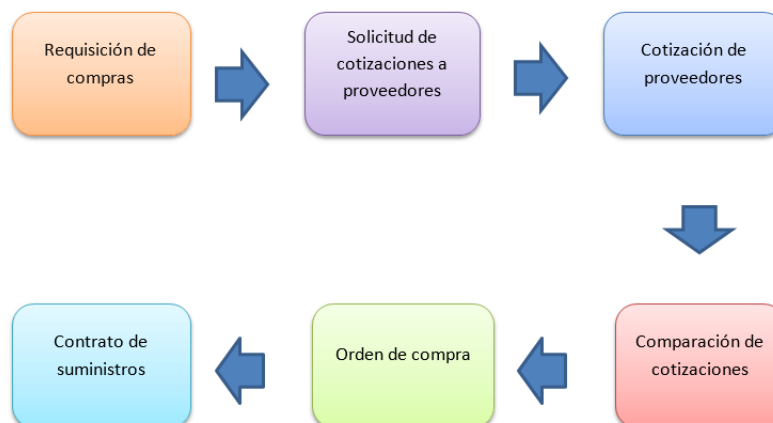 Requisición de
compras
Solicitud de
cotizaciones a
proveedores
Cotización de
proveedores
Comparación de
cotizaciones
Orden de compra
Contrato de
suministros